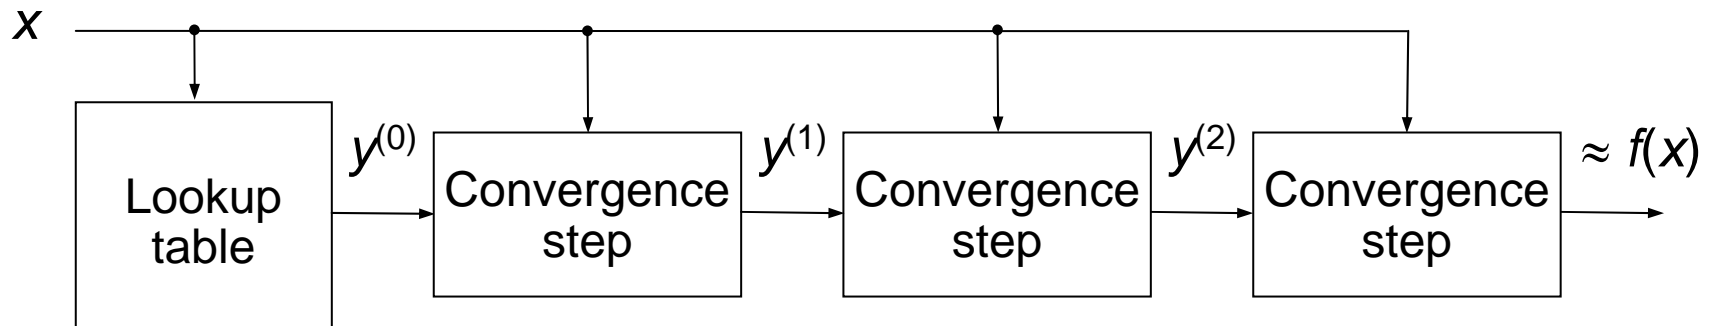 x
y(0)
y(1)
y(2)
≈ f(x)
Lookup
table
Convergence
step
Convergence
step
Convergence
step